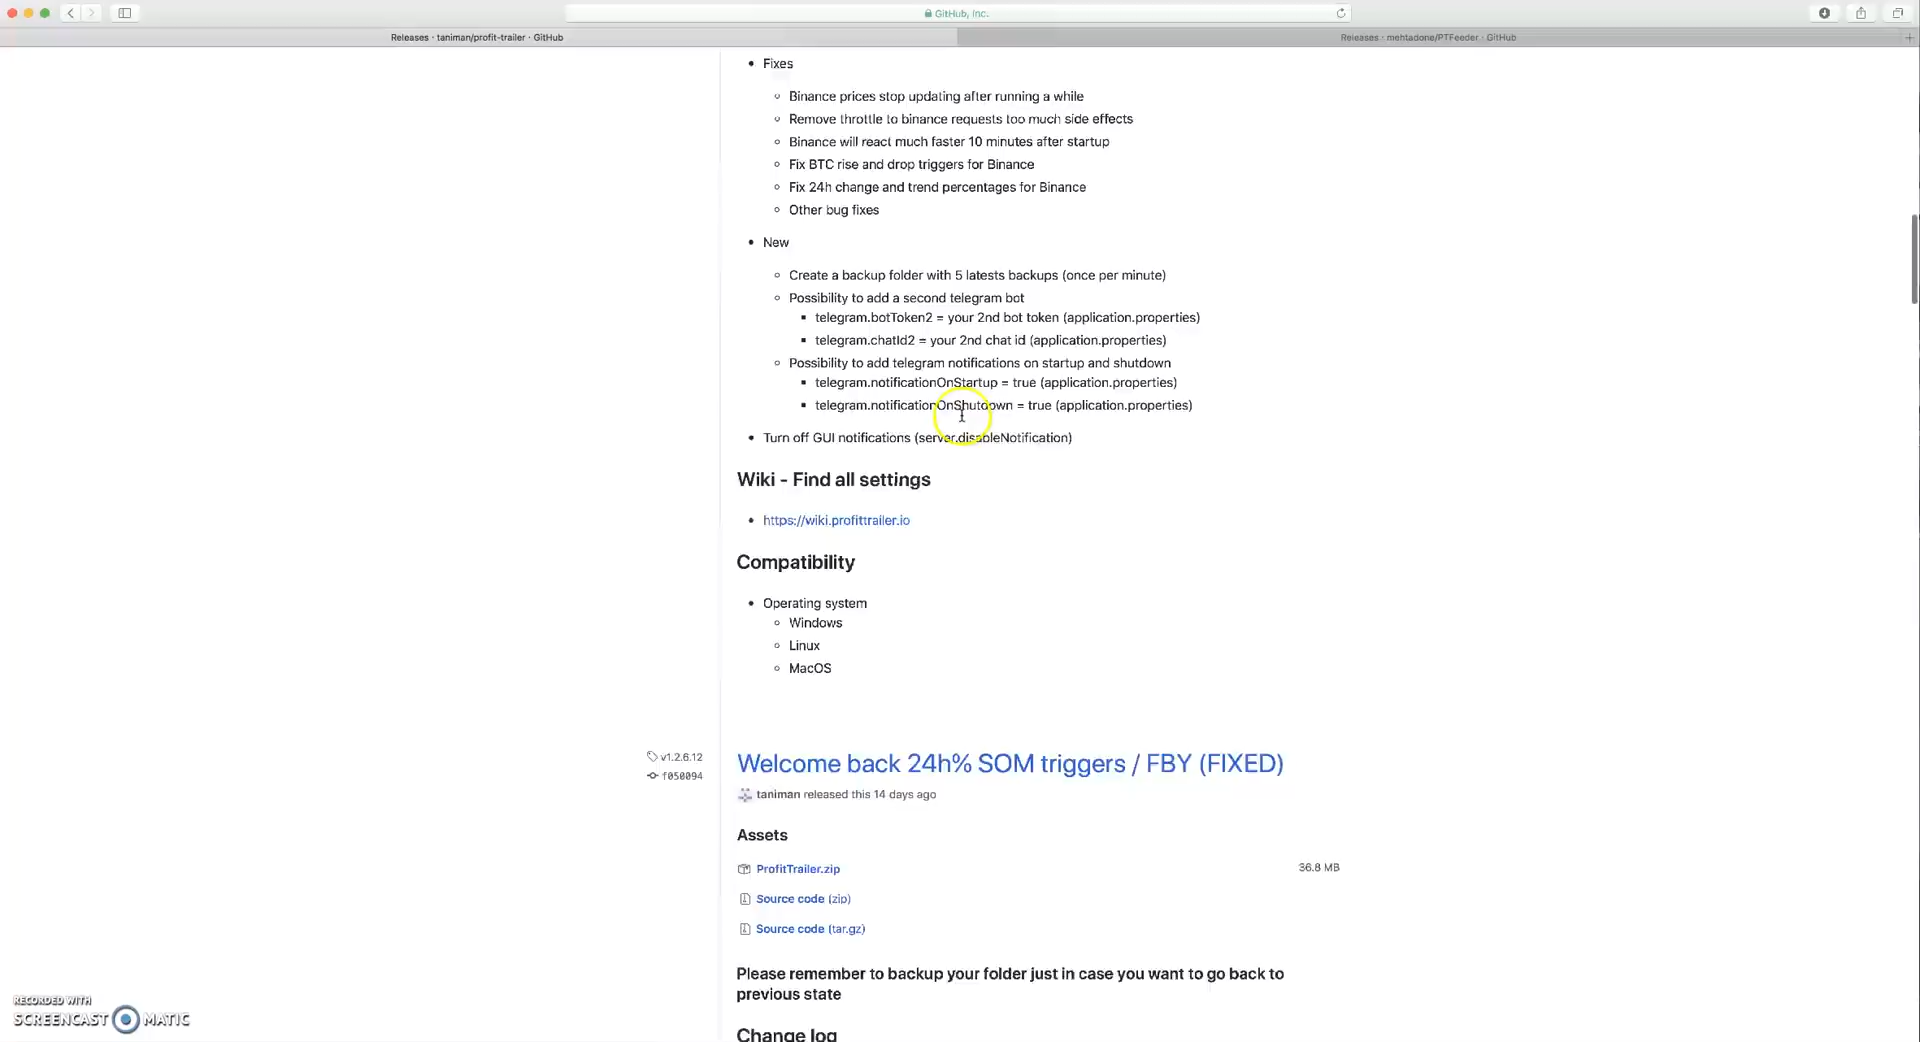 GitHub, Inc.
Releases · taniman/profit-trailer · GitHub
Releases · mehtadone/PTFeeder · GitHub
Fixes
Binance prices stop updating after running a while
Remove throttle to binance requests too much side effects
Binance will react much faster 10 minutes after startup
Fix BTC rise and drop triggers for Binance
Fix 24h change and trend percentages for Binance
Other bug fixes
New
Create a backup folder with 5 latests backups (once per minute)
Possibility to add a second telegram bot
telegram.botToken2 = your 2nd bot token (application.properties)
telegram.chatId2 = your 2nd chat id (application.properties)
Possibility to add telegram notifications on startup and shutdown
telegram.notificationOnStartup = true (application.properties)
telegram.notificationOnShutdown = true (application.properties)
Turn off GUI notifications (server.disableNotification)
Wiki - Find all settings
https://wiki.profittrailer.io
Compatibility
Operating system
Windows
Linux
MacOS
v1.2.6.12
f050094
Welcome back 24h% SOM triggers / FBY (FIXED)
taniman released this 14 days ago
Assets
ProfitTrailer.zip 36.8 MB
Source code (zip)
Source code (tar.gz)
Please remember to backup your folder just in case you want to go back to
previous state
Change log
RECORDED WITH
SCREENCAST MATIC